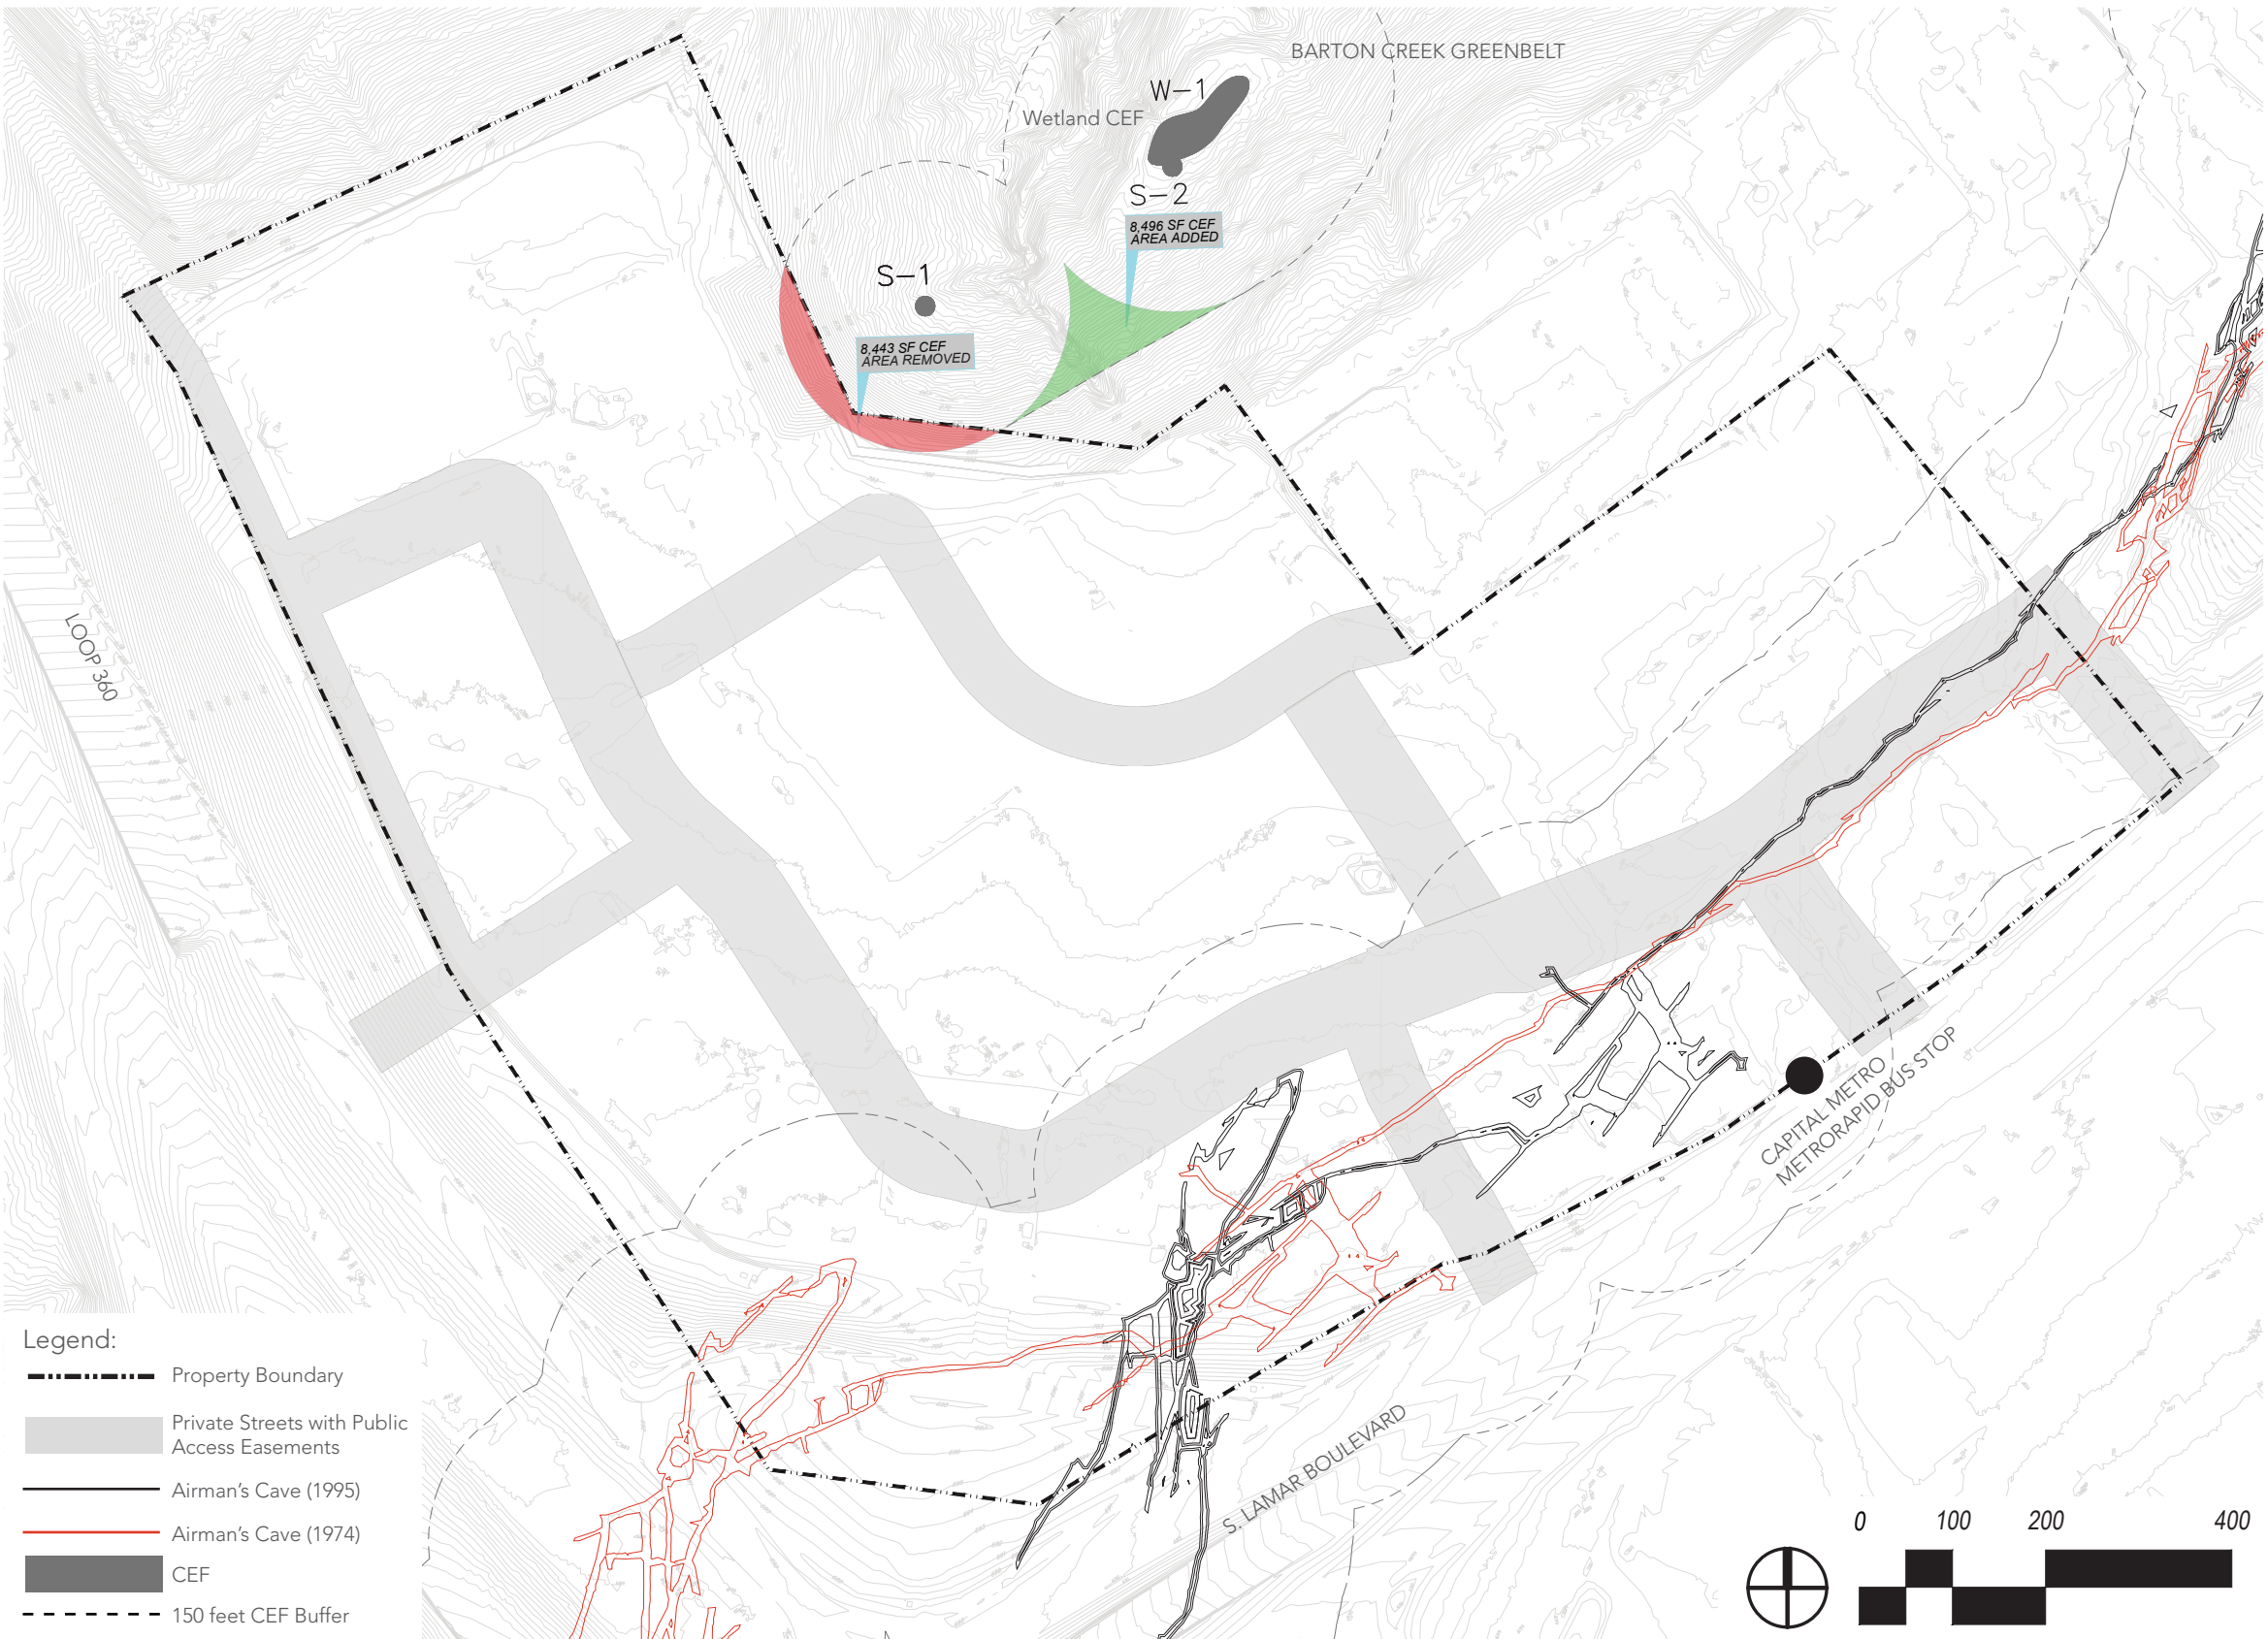 BARTON CREEK GREENBELT
W-1
Wetland CEF
S-2
8,496 SF CEF
AREA ADDED
S-1
8,443 SF CEF
AREA REMOVED
LOOP 360
CAPITAL METRO
METRORAPID BUS STOP
S. LAMAR BOULEVARD
Legend:
Property Boundary
Private Streets with Public
Access Easements
Airman's Cave (1995)
Airman's Cave (1974)
CEF
150 feet CEF Buffer
0 100 200 400